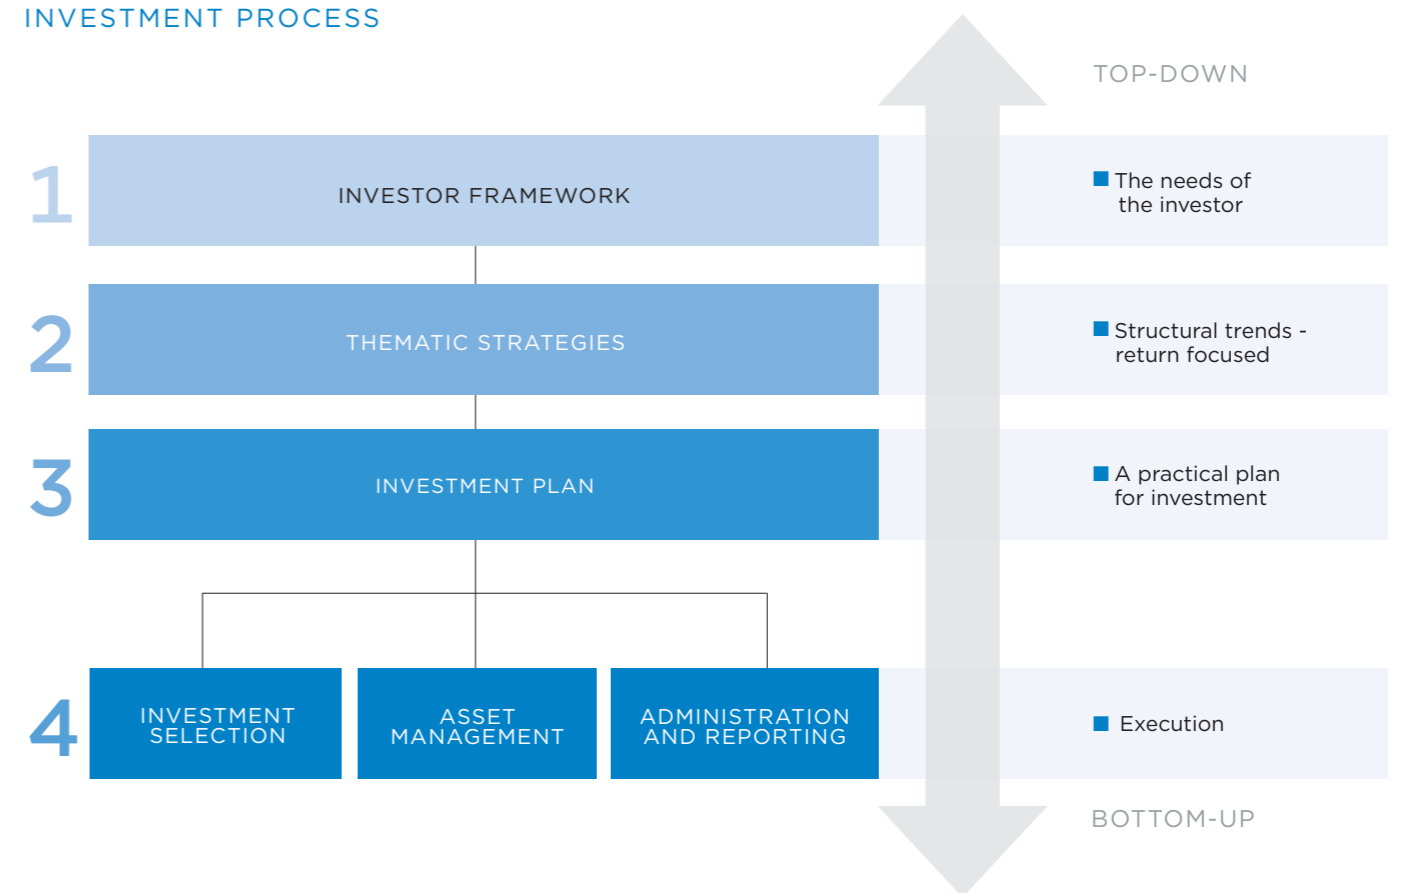 INVESTMENT PROCESS
TOP-DOWN
1
INVESTOR FRAMEWORK
The needs of
the investor
2
THEMATIC STRATEGIES
Structural trends -
return focused
3
INVESTMENT PLAN
A practical plan
for investment
4
INVESTMENT
SELECTION
ASSET
MANAGEMENT
ADMINISTRATION
AND REPORTING
Execution
BOTTOM-UP